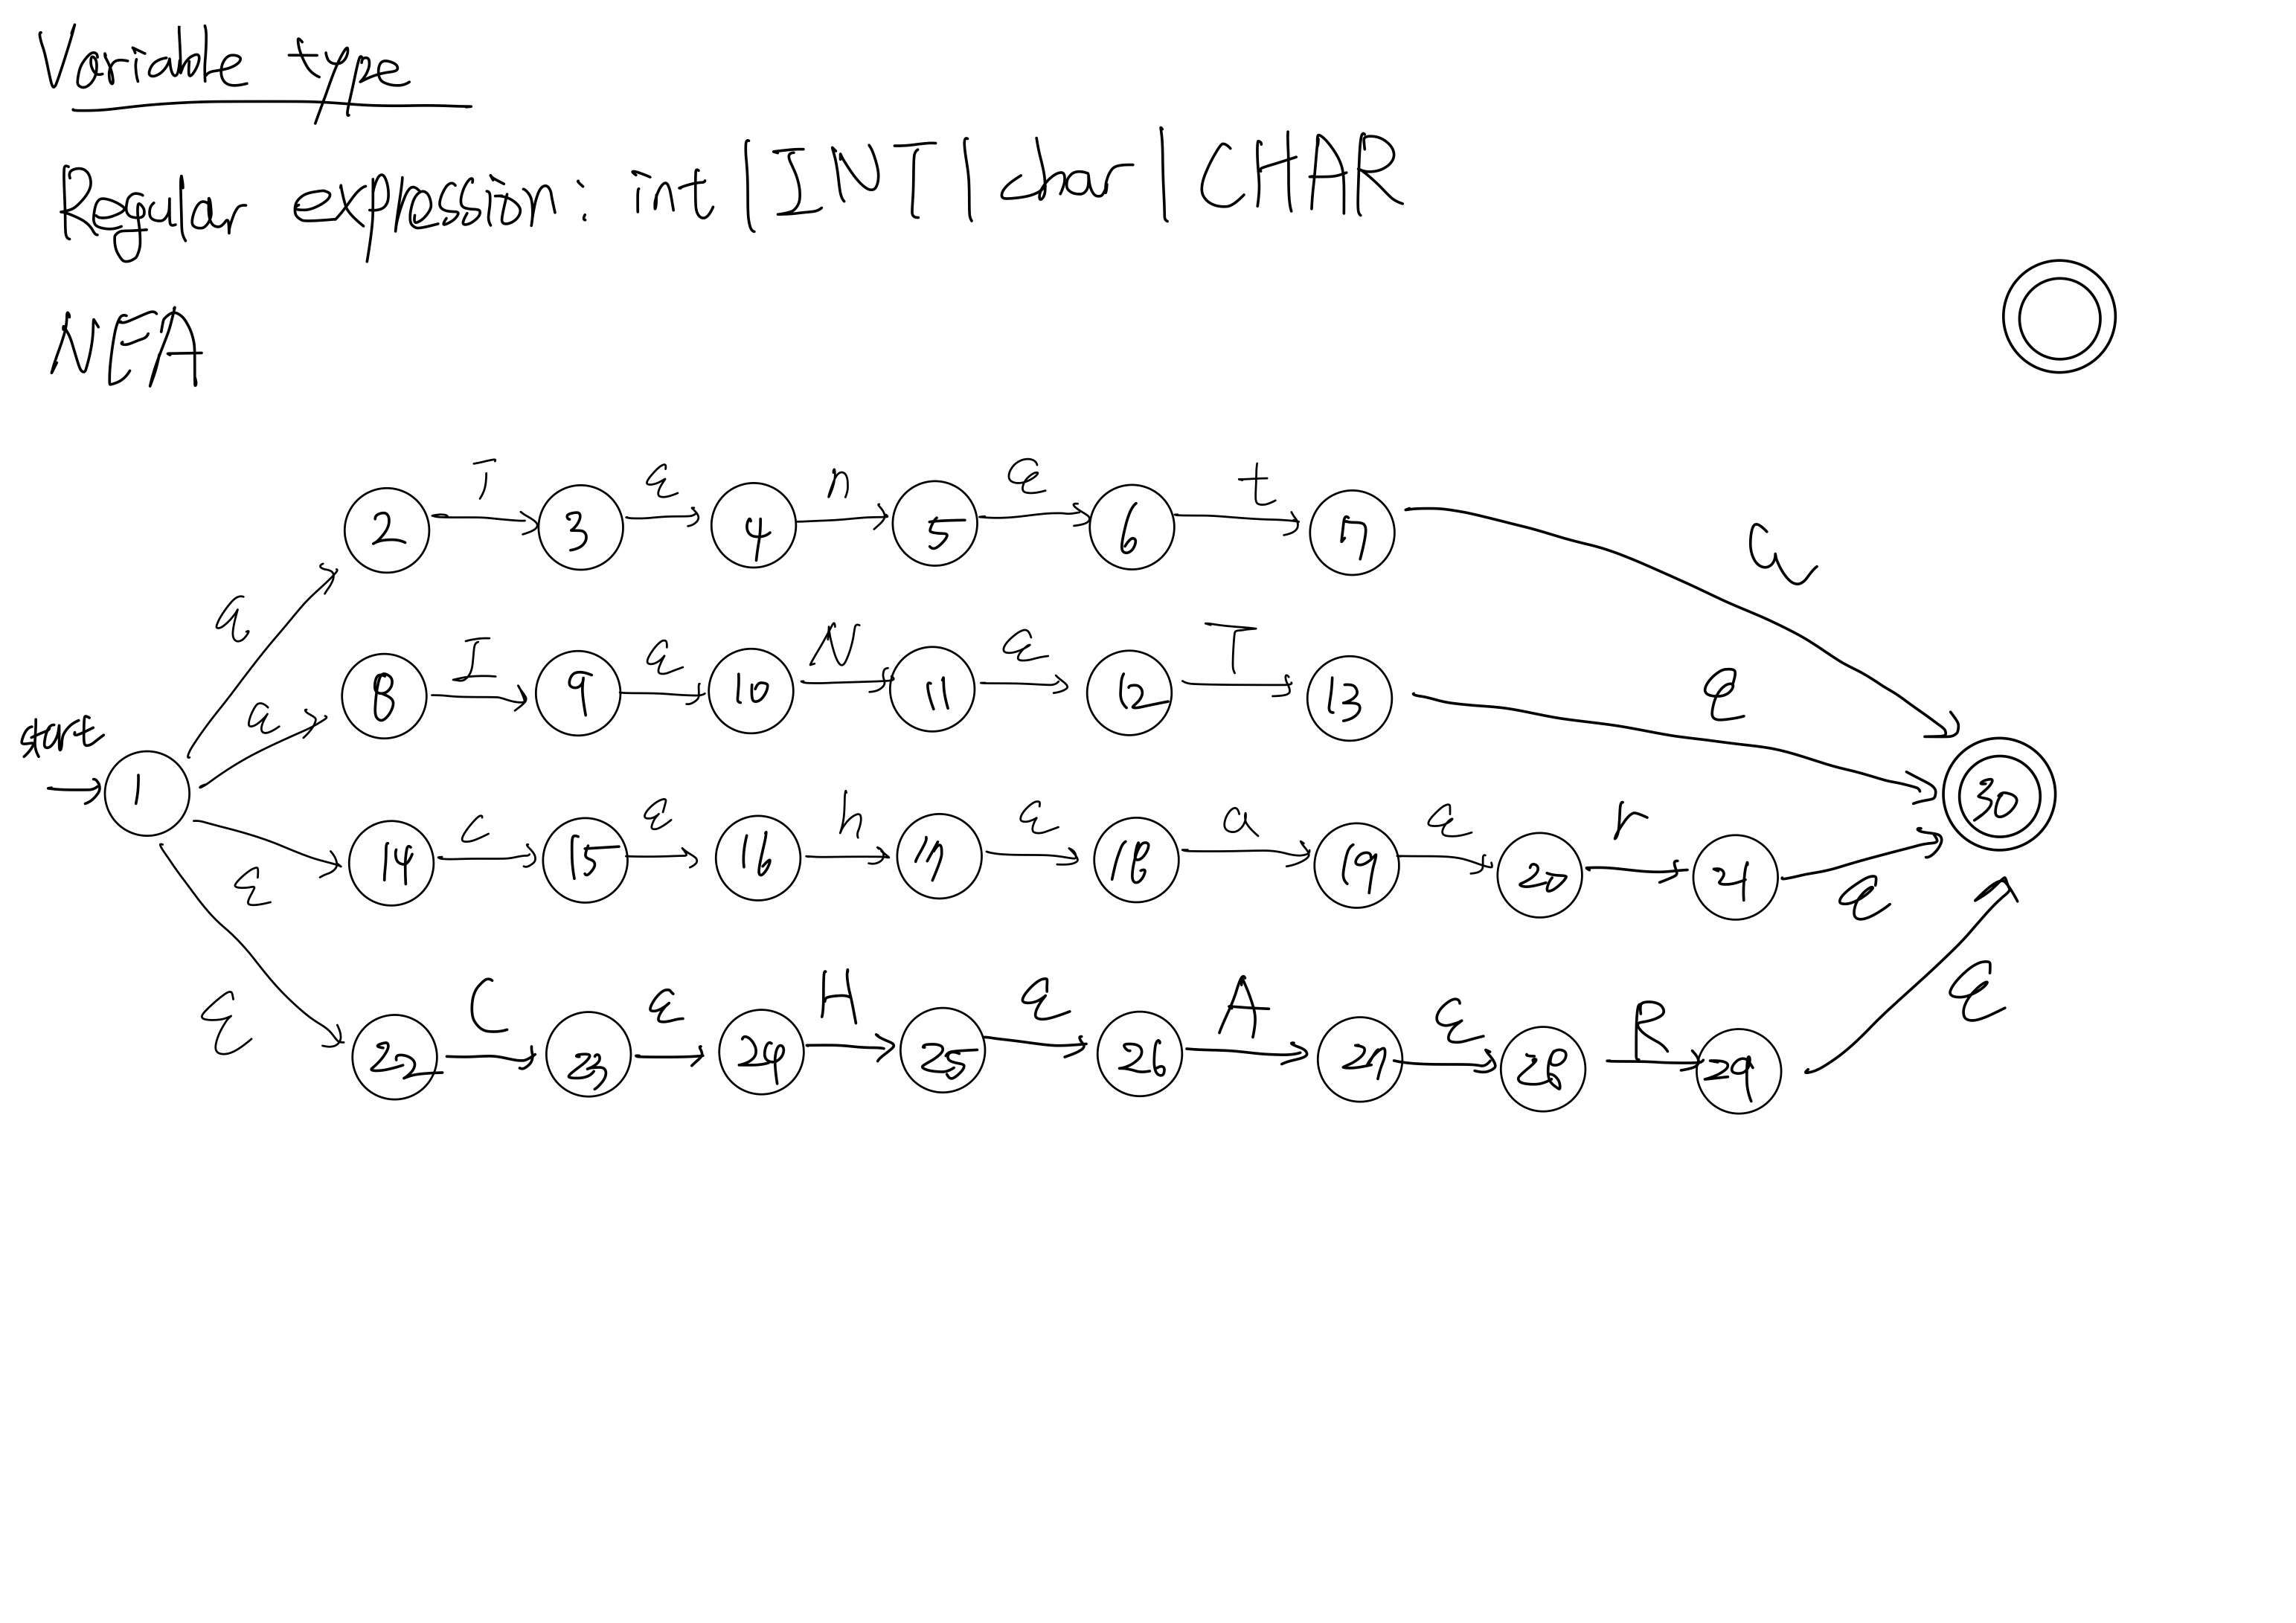 Variable type
Regular expression: int | INT | char | CHAR
NFA
i ε n ε t
2 3 4 5 6 7
ε ε
I ε N ε T
8 9 10 11 12 13
ε ε
start
1 30
c ε h ε a ε r
14 15 16 17 18 19 20 21
ε ε
C ε H ε A ε R
22 23 24 25 26 27 28 29
ε ε